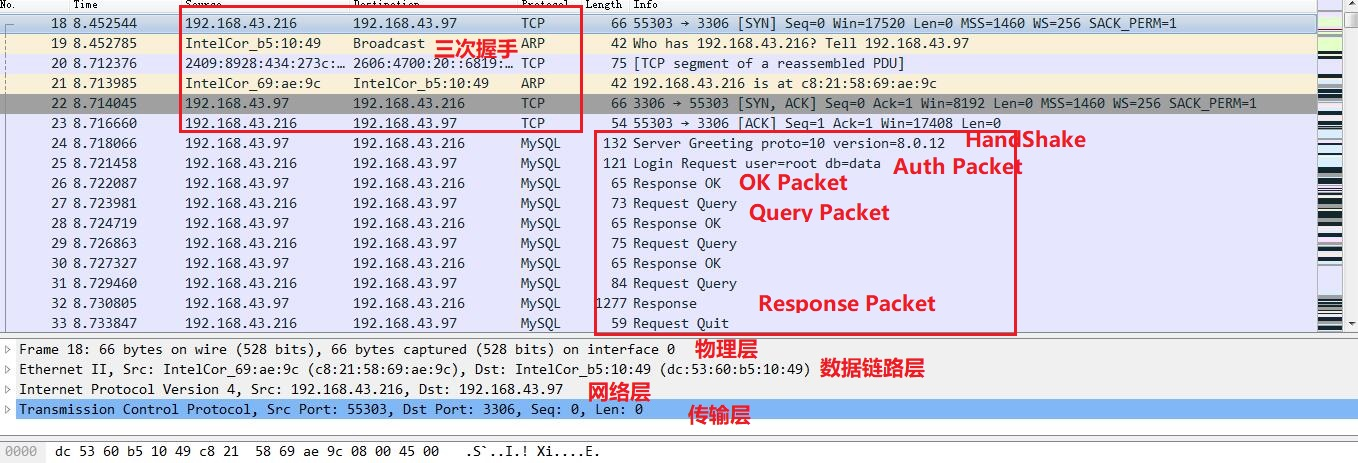 No. Time Source Destination Protocol Length Info
18 8.452544 192.168.43.216 192.168.43.97 TCP 66 55303 → 3306 [SYN] Seq=0 Win=17520 Len=0 MSS=1460 WS=256 SACK_PERM=1
19 8.452785 IntelCor_b5:10:49 Broadcast ARP 42 Who has 192.168.43.216? Tell 192.168.43.97
三次握手
20 8.712376 2409:8928:434:273c:… 2606:4700:20::6819:… TCP 75 [TCP segment of a reassembled PDU]
21 8.713985 IntelCor_69:ae:9c IntelCor_b5:10:49 ARP 42 192.168.43.216 is at c8:21:58:69:ae:9c
22 8.714045 192.168.43.97 192.168.43.216 TCP 66 3306 → 55303 [SYN, ACK] Seq=0 Ack=1 Win=8192 Len=0 MSS=1460 WS=256 SACK_PERM=1
23 8.716660 192.168.43.216 192.168.43.97 TCP 54 55303 → 3306 [ACK] Seq=1 Ack=1 Win=17408 Len=0
24 8.718066 192.168.43.97 192.168.43.216 MySQL 132 Server Greeting proto=10 version=8.0.12 HandShake
25 8.721458 192.168.43.216 192.168.43.97 MySQL 121 Login Request user=root db=data Auth Packet
26 8.722087 192.168.43.97 192.168.43.216 MySQL 65 Response OK OK Packet
27 8.723981 192.168.43.216 192.168.43.97 MySQL 73 Request Query Query Packet
28 8.724719 192.168.43.97 192.168.43.216 MySQL 65 Response OK
29 8.726863 192.168.43.216 192.168.43.97 MySQL 75 Request Query
30 8.727327 192.168.43.97 192.168.43.216 MySQL 65 Response OK
31 8.729460 192.168.43.216 192.168.43.97 MySQL 84 Request Query
32 8.730805 192.168.43.97 192.168.43.216 MySQL 1277 Response Response Packet
33 8.733847 192.168.43.216 192.168.43.97 MySQL 59 Request Quit
Frame 18: 66 bytes on wire (528 bits), 66 bytes captured (528 bits) on interface 0 物理层
Ethernet II, Src: IntelCor_69:ae:9c (c8:21:58:69:ae:9c), Dst: IntelCor_b5:10:49 (dc:53:60:b5:10:49) 数据链路层
Internet Protocol Version 4, Src: 192.168.43.216, Dst: 192.168.43.97 网络层
Transmission Control Protocol, Src Port: 55303, Dst Port: 3306, Seq: 0, Len: 0 传输层
0000 dc 53 60 b5 10 49 c8 21 58 69 ae 9c 08 00 45 00 .S`..I.! Xi....E.